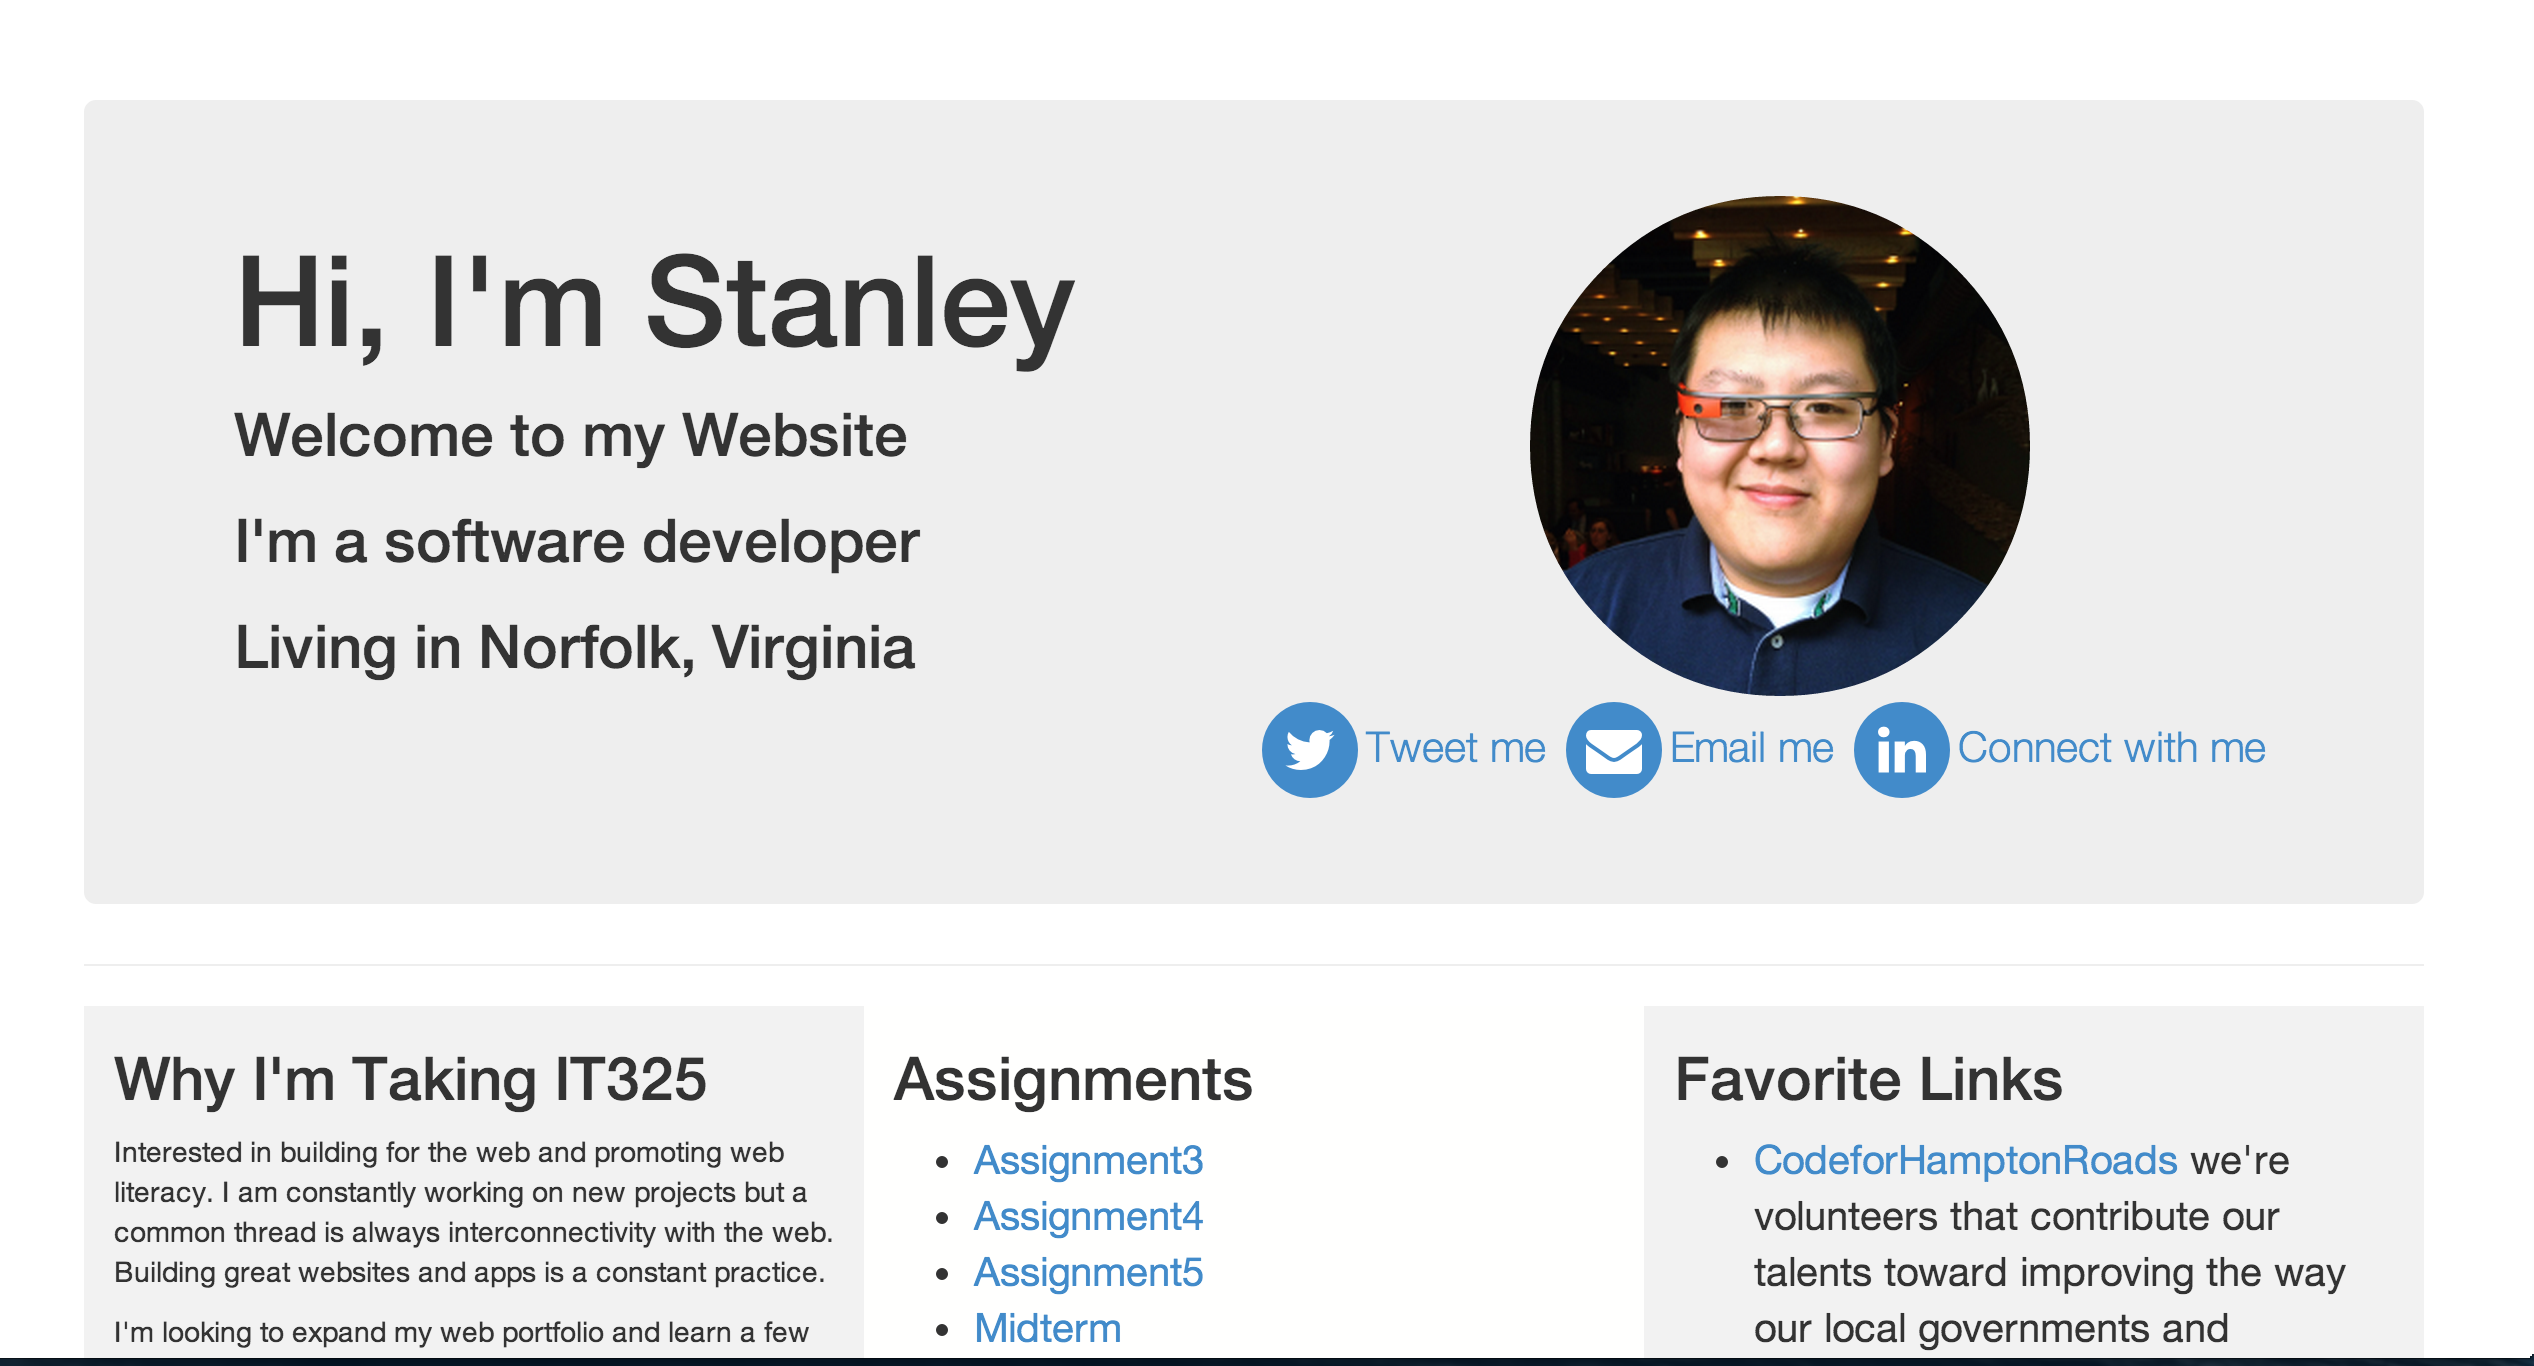 Hi, I'm Stanley
Welcome to my Website
I'm a software developer
Living in Norfolk, Virginia
Tweet me Email me in Connect with me
Why I'm Taking IT325
Interested in building for the web and promoting web
literacy. I am constantly working on new projects but a
common thread is always interconnectivity with the web.
Building great websites and apps is a constant practice.
I'm looking to expand my web portfolio and learn a few
Assignments
Assignment3
Assignment4
Assignment5
Midterm
Favorite Links
CodeforHamptonRoads we're
volunteers that contribute our
talents toward improving the way
our local governments and